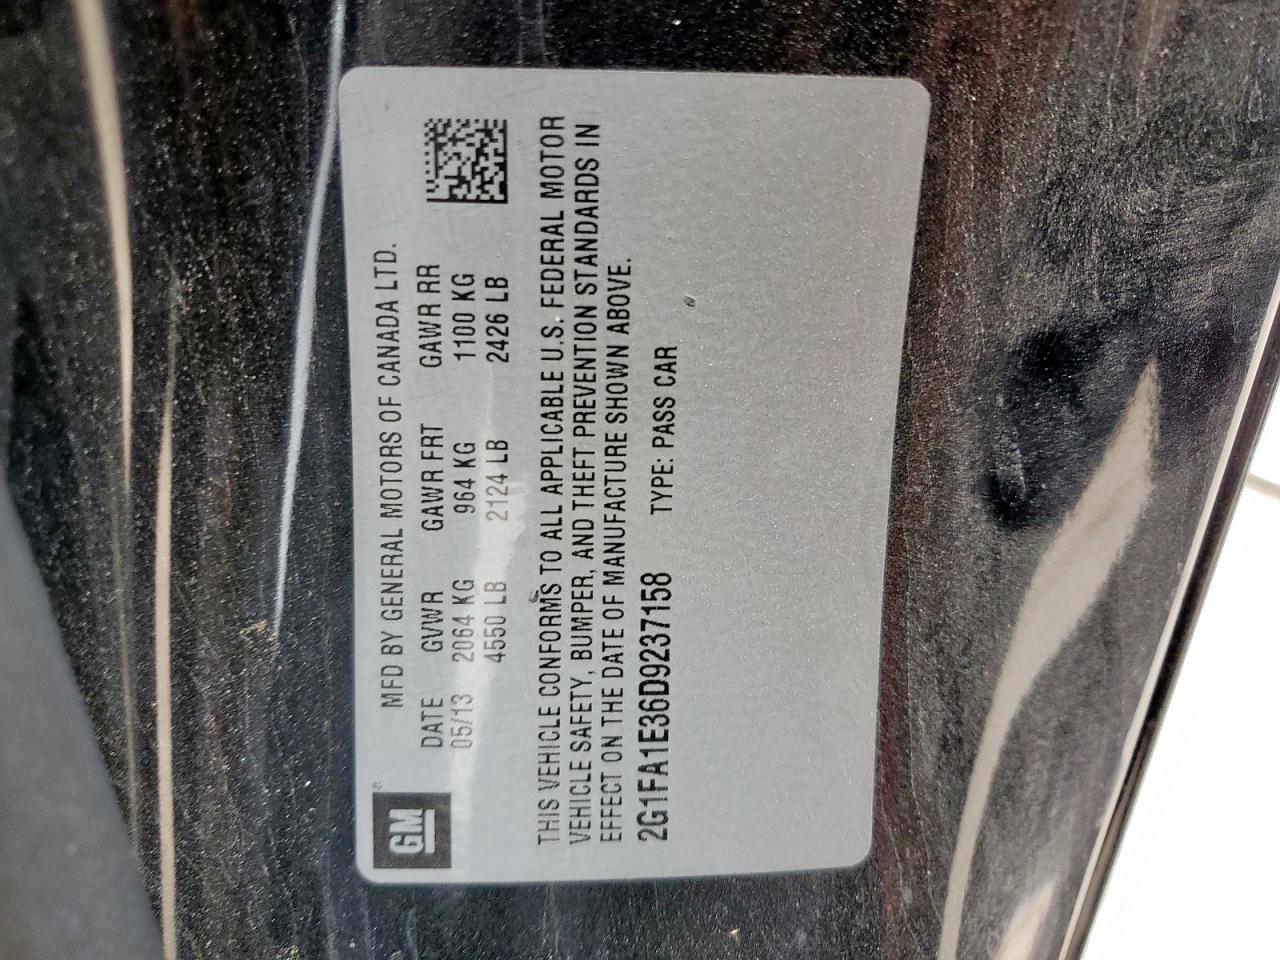 GM ®
MFD BY GENERAL MOTORS OF CANADA LTD.
DATE GVWR GAWR FRT GAWR RR
05/13 2064 KG 964 KG 1100 KG
4550 LB 2124 LB 2426 LB
THIS VEHICLE CONFORMS TO ALL APPLICABLE U.S. FEDERAL MOTOR
VEHICLE SAFETY, BUMPER, AND THEFT PREVENTION STANDARDS IN
EFFECT ON THE DATE OF MANUFACTURE SHOWN ABOVE.
2G1FA1E36D9237158 TYPE: PASS CAR